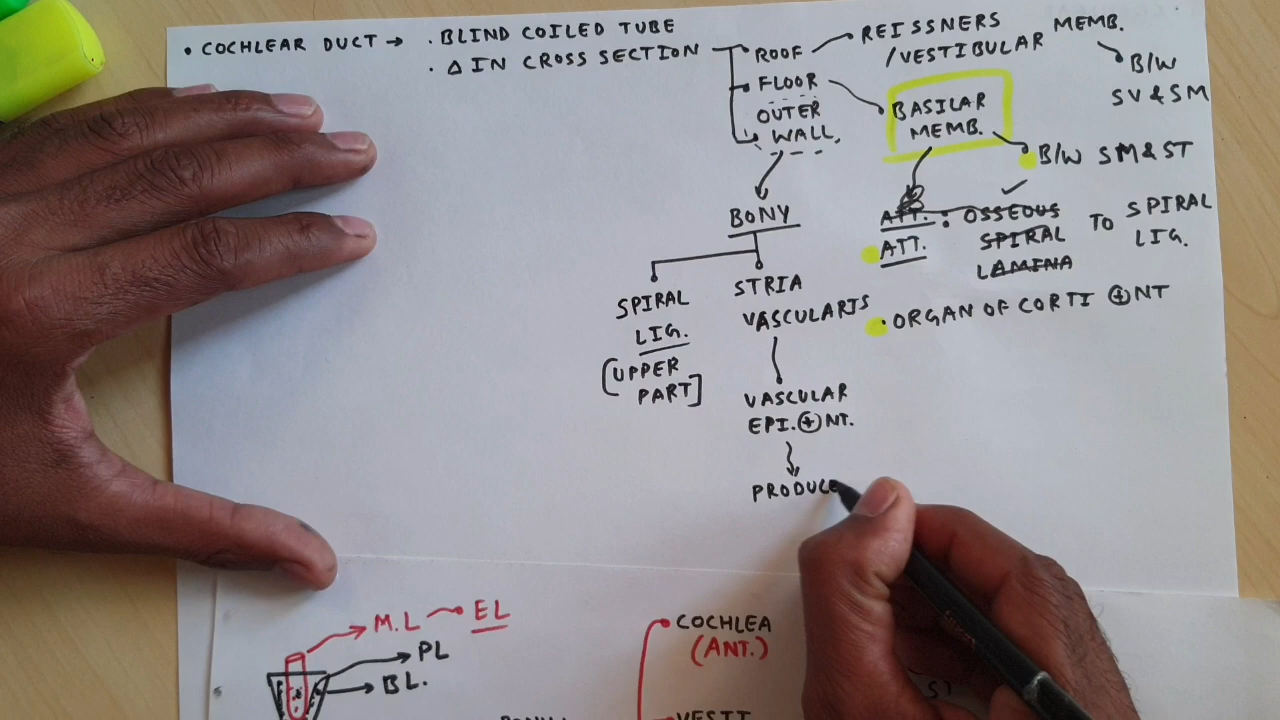 • COCHLEAR DUCT → . BLIND COILED TUBE
. △ IN CROSS SECTION
ROOF
REISSNERS
/VESTIBULAR MEMB.
B/W
SV & SM
FLOOR
BASILAR
MEMB.
B/W SM & ST
OUTER
WALL
BONY
ATT. : OSSEOUS
SPIRAL
LAMINA
ATT.
TO SPIRAL
LIG.
SPIRAL
LIG.
[UPPER
PART]
STRIA
VASCULARIS
. ORGAN OF CORTI ⊕NT
VASCULAR
EPI. ⊕NT.
PRODUCE
M.L → EL
PL
BL.
COCHLEA
(ANT.)
ST